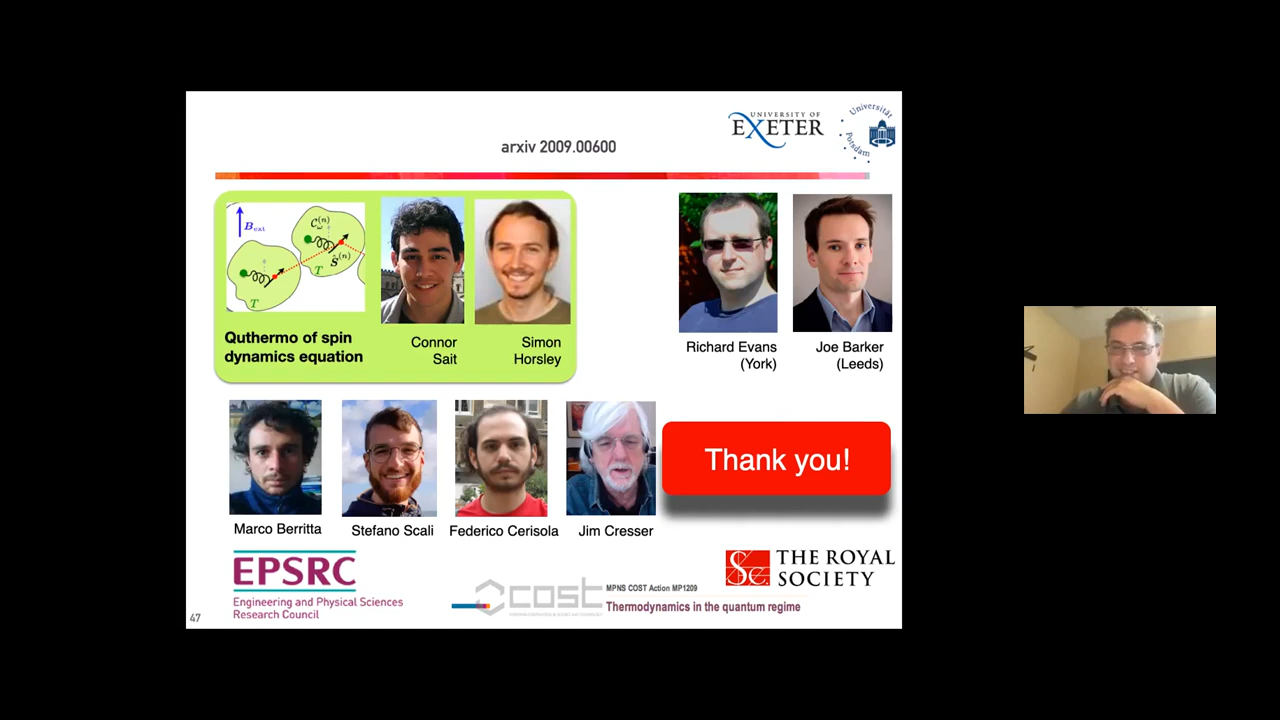 UNIVERSITY OF
EXETER
Universität
Potsdam
arxiv 2009.00600
B ext
C ω (n)
Ŝ(n)
T
T
Quthermo of spin
dynamics equation
Connor
Sait
Simon
Horsley
Richard Evans
(York)
Joe Barker
(Leeds)
Marco Berritta
Stefano Scali
Federico Cerisola
Jim Cresser
Thank you!
EPSRC
Engineering and Physical Sciences
Research Council
cost
MPNS COST Action MP1209
Thermodynamics in the quantum regime
THE ROYAL
SOCIETY
47